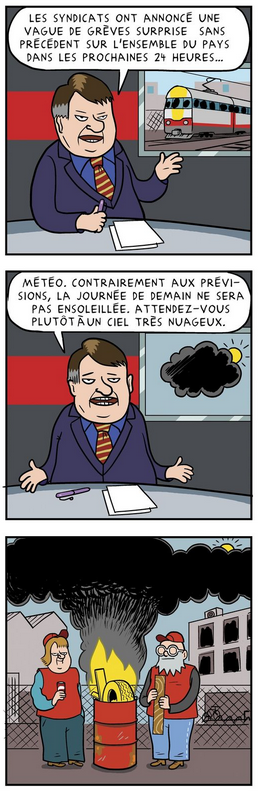 LES SYNDICATS ONT ANNONCÉ UNE
VAGUE DE GRÈVES SURPRISE SANS
PRÉCÉDENT SUR L'ENSEMBLE DU PAYS
DANS LES PROCHAINES 24 HEURES...
MÉTÉO. CONTRAIREMENT AUX PRÉVI-
SIONS, LA JOURNÉE DE DEMAIN NE SERA
PAS ENSOLEILLÉE. ATTENDEZ-VOUS
PLUTÔT À UN CIEL TRÈS NUAGEUX.